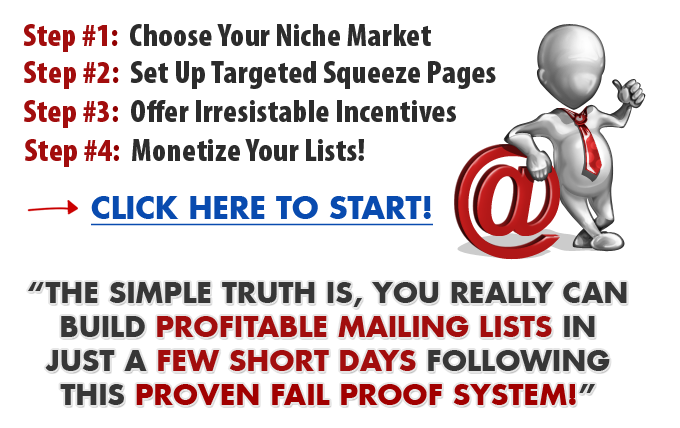 Step #1: Choose Your Niche Market
Step #2: Set Up Targeted Squeeze Pages
Step #3: Offer Irresistable Incentives
Step #4: Monetize Your Lists!
CLICK HERE TO START!
@
“THE SIMPLE TRUTH IS, YOU REALLY CAN
BUILD PROFITABLE MAILING LISTS IN
JUST A FEW SHORT DAYS FOLLOWING
THIS PROVEN FAIL PROOF SYSTEM!”